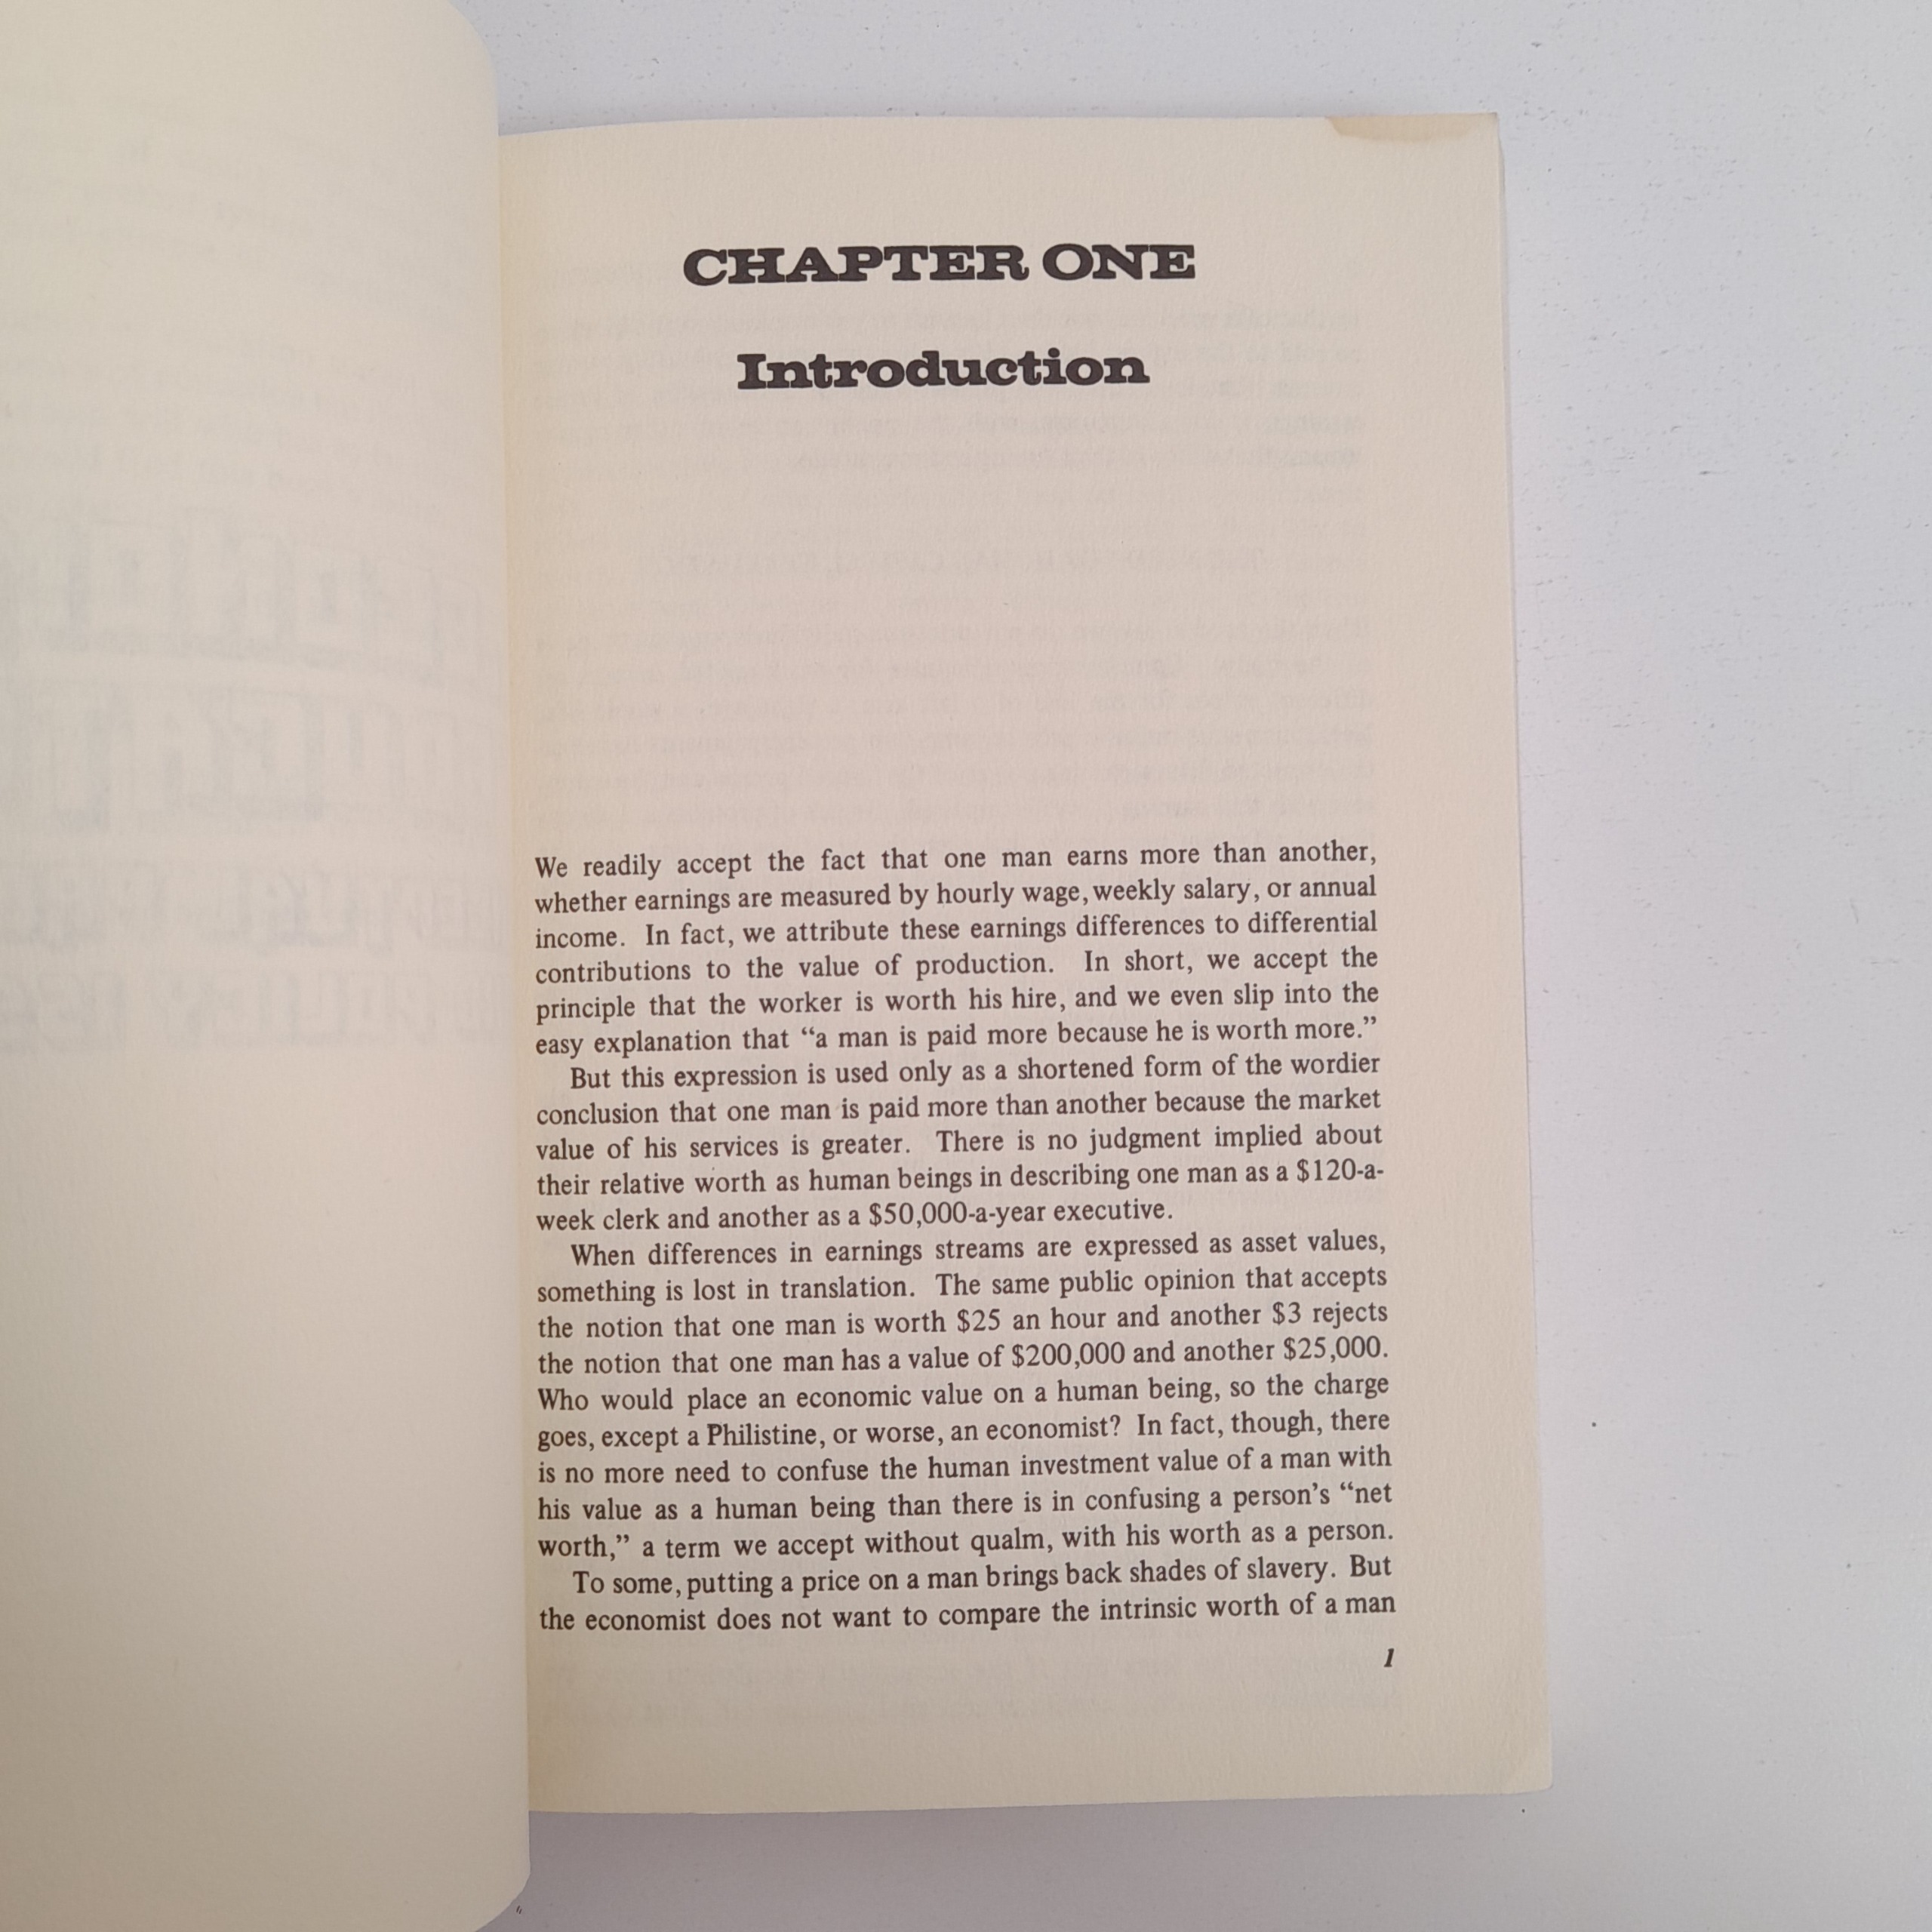 CHAPTER ONE
Introduction
We readily accept the fact that one man earns more than another,
whether earnings are measured by hourly wage, weekly salary, or annual
income. In fact, we attribute these earnings differences to differential
contributions to the value of production. In short, we accept the
principle that the worker is worth his hire, and we even slip into the
easy explanation that “a man is paid more because he is worth more.”
But this expression is used only as a shortened form of the wordier
conclusion that one man is paid more than another because the market
value of his services is greater. There is no judgment implied about
their relative worth as human beings in describing one man as a $120-a-
week clerk and another as a $50,000-a-year executive.
When differences in earnings streams are expressed as asset values,
something is lost in translation. The same public opinion that accepts
the notion that one man is worth $25 an hour and another $3 rejects
the notion that one man has a value of $200,000 and another $25,000.
Who would place an economic value on a human being, so the charge
goes, except a Philistine, or worse, an economist? In fact, though, there
is no more need to confuse the human investment value of a man with
his value as a human being than there is in confusing a person’s “net
worth,” a term we accept without qualm, with his worth as a person.
To some, putting a price on a man brings back shades of slavery. But
the economist does not want to compare the intrinsic worth of a man
1